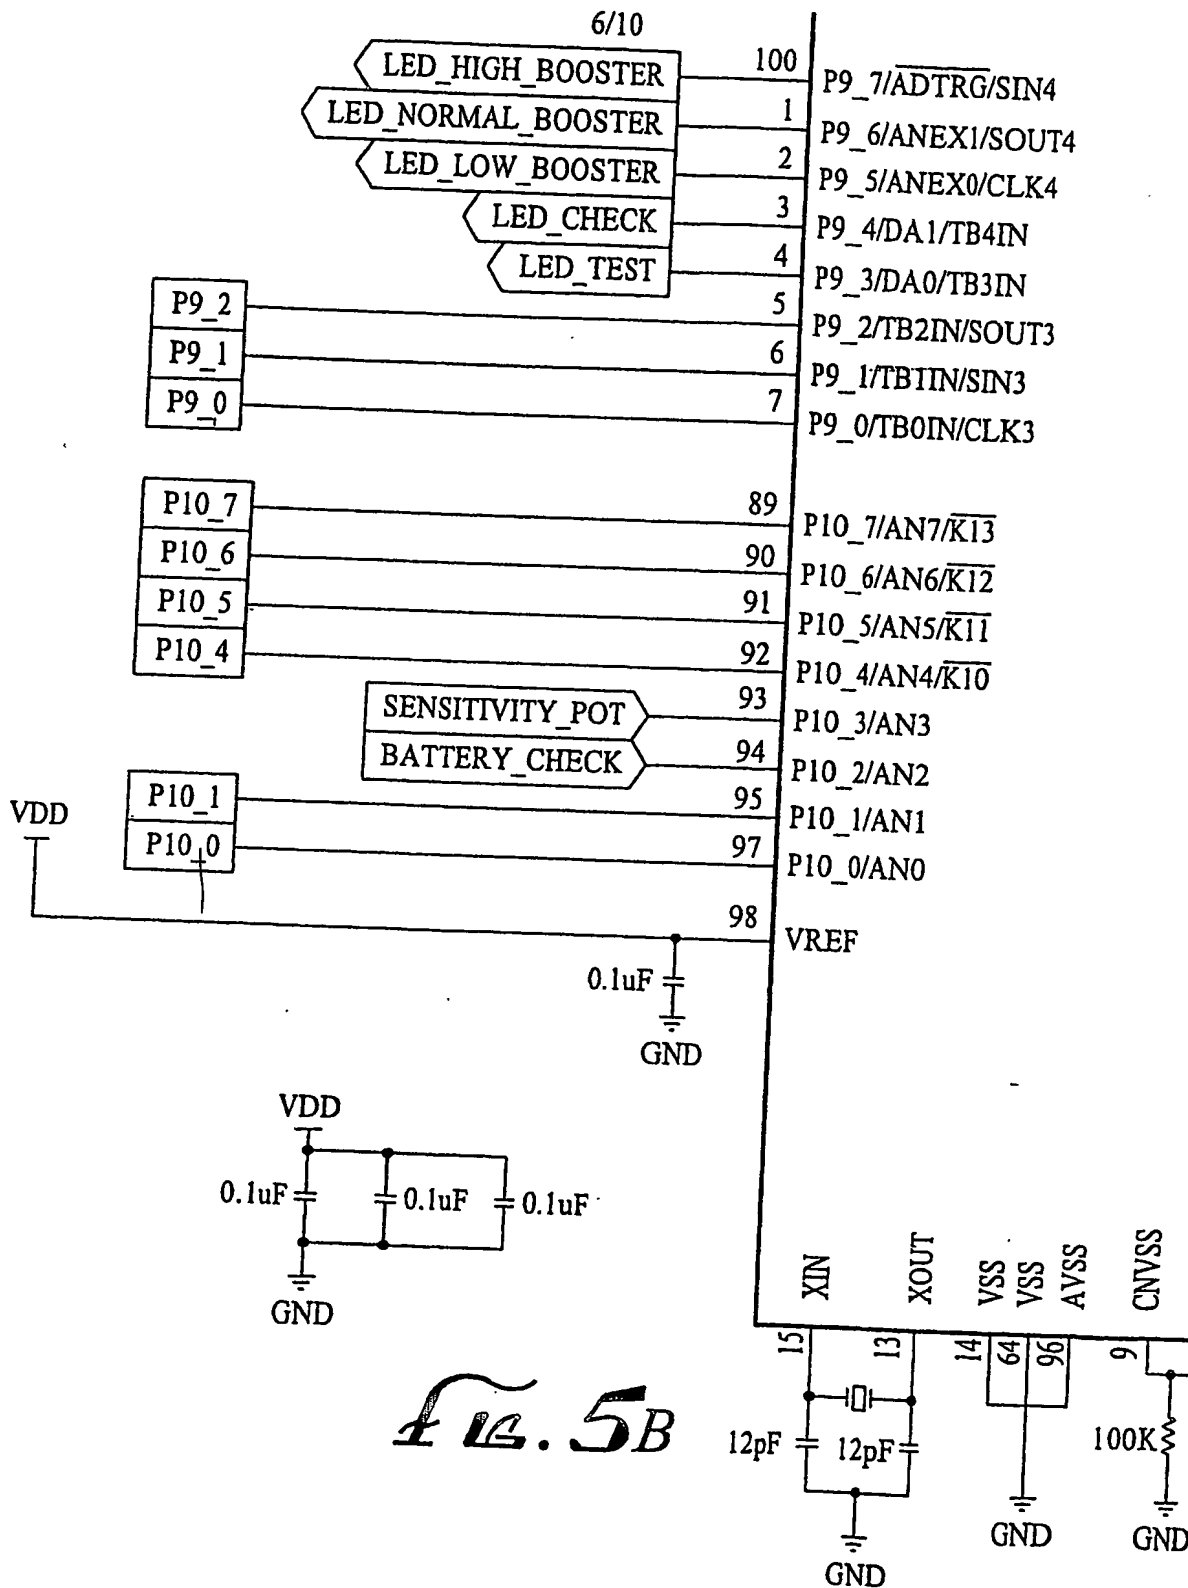 6/10
LED_HIGH_BOOSTER 100 P9_7/ADTRG/SIN4
LED_NORMAL_BOOSTER 1 P9_6/ANEX1/SOUT4
LED_LOW_BOOSTER 2 P9_5/ANEX0/CLK4
LED_CHECK 3 P9_4/DA1/TB4IN
LED_TEST 4 P9_3/DA0/TB3IN
P9_2 5 P9_2/TB2IN/SOUT3
P9_1 6 P9_1/TB1IN/SIN3
P9_0 7 P9_0/TB0IN/CLK3
P10_7 89 P10_7/AN7/K13
P10_6 90 P10_6/AN6/K12
P10_5 91 P10_5/AN5/K11
P10_4 92 P10_4/AN4/K10
SENSITIVITY_POT 93 P10_3/AN3
BATTERY_CHECK 94 P10_2/AN2
P10_1 95 P10_1/AN1
VDD
P10_0 97 P10_0/AN0
98 VREF
0.1uF
GND
VDD
0.1uF 0.1uF 0.1uF
GND
XIN XOUT VSS VSS AVSS CNVSS
15 13 14 64 96 9
12pF 12pF 100K
GND GND GND
FIG. 5B